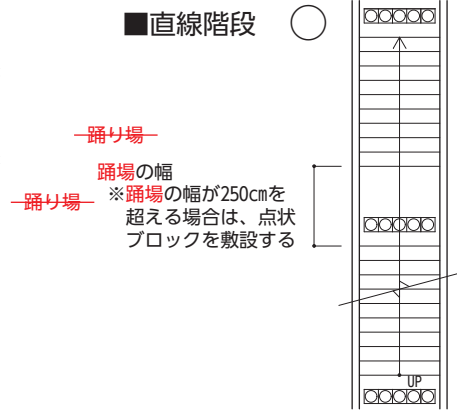 ■直線階段 ○
踊り場
踊場の幅
踊り場
※踊場の幅が250cmを
超える場合は、点状
ブロックを敷設する
UP